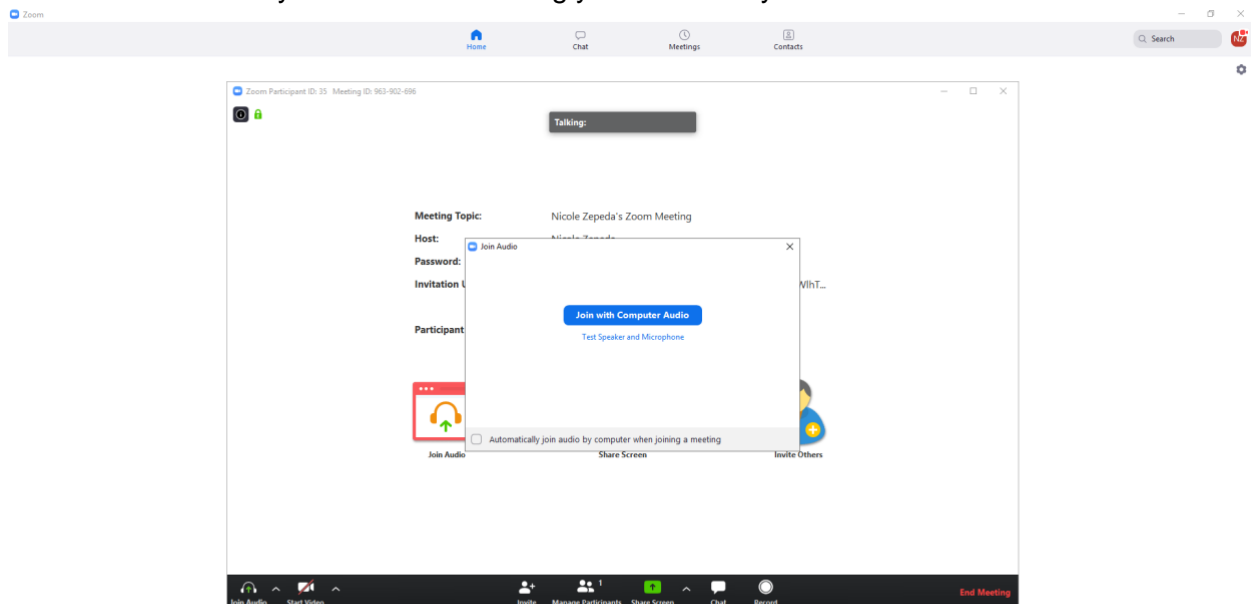 Zoom
Home
Chat
Meetings
Contacts
Search
NZ
Zoom Participant ID: 35 Meeting ID: 963-902-696
Talking:
Meeting Topic: Nicole Zepeda's Zoom Meeting
Host:
Join Audio
Password:
Invitation
Join with Computer Audio
Test Speaker and Microphone
Participant
Automatically join audio by computer when joining a meeting
Join Audio
Share Screen
Invite Others
1
Join Audio
Start Video
Invite
Manage Participants
Share Screen
Chat
Record
End Meeting